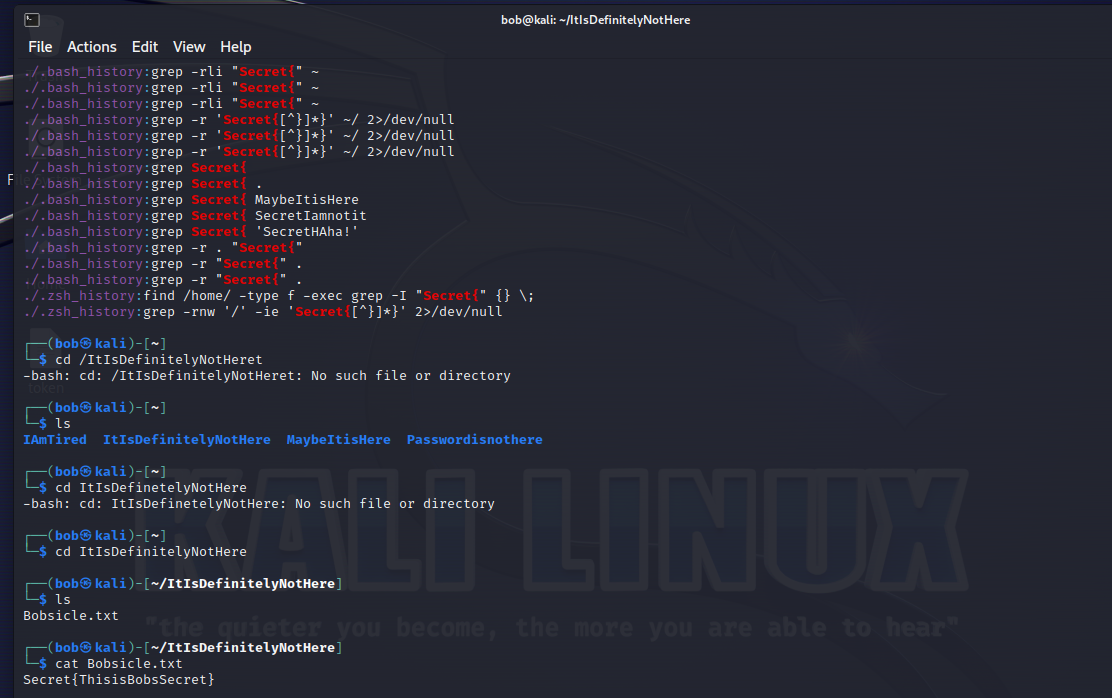 bob@kali: ~/ItIsDefinitelyNotHere
File Actions Edit View Help
./.bash_history:grep -rli "Secret{" ~
./.bash_history:grep -rli "Secret{" ~
./.bash_history:grep -rli "Secret{" ~
./.bash_history:grep -r 'Secret{[^}]*}' ~/ 2>/dev/null
./.bash_history:grep -r 'Secret{[^}]*}' ~/ 2>/dev/null
./.bash_history:grep -r 'Secret{[^}]*}' ~/ 2>/dev/null
./.bash_history:grep Secret{
./.bash_history:grep Secret{ .
./.bash_history:grep Secret{ MaybeItisHere
./.bash_history:grep Secret{ SecretIamnotit
./.bash_history:grep Secret{ 'SecretHAha!'
./.bash_history:grep -r . "Secret{"
./.bash_history:grep -r "Secret{" .
./.bash_history:grep -r "Secret{" .
./.zsh_history:find /home/ -type f -exec grep -I "Secret{" {} \;
./.zsh_history:grep -rnw '/' -ie 'Secret{[^}]*}' 2>/dev/null
┌──(bob㉿kali)-[~]
└─$ cd /ItIsDefinitelyNotHeret
-bash: cd: /ItIsDefinitelyNotHeret: No such file or directory
┌──(bob㉿kali)-[~]
└─$ ls
IAmTired ItIsDefinitelyNotHere MaybeItisHere Passwordisnothere
┌──(bob㉿kali)-[~]
└─$ cd ItIsDefinetelyNotHere
-bash: cd: ItIsDefinetelyNotHere: No such file or directory
┌──(bob㉿kali)-[~]
└─$ cd ItIsDefinitelyNotHere
┌──(bob㉿kali)-[~/ItIsDefinitelyNotHere]
└─$ ls
Bobsicle.txt
┌──(bob㉿kali)-[~/ItIsDefinitelyNotHere]
└─$ cat Bobsicle.txt
Secret{ThisisBobsSecret}
KALI LINUX
"the quieter you become, the more you are able to hear"